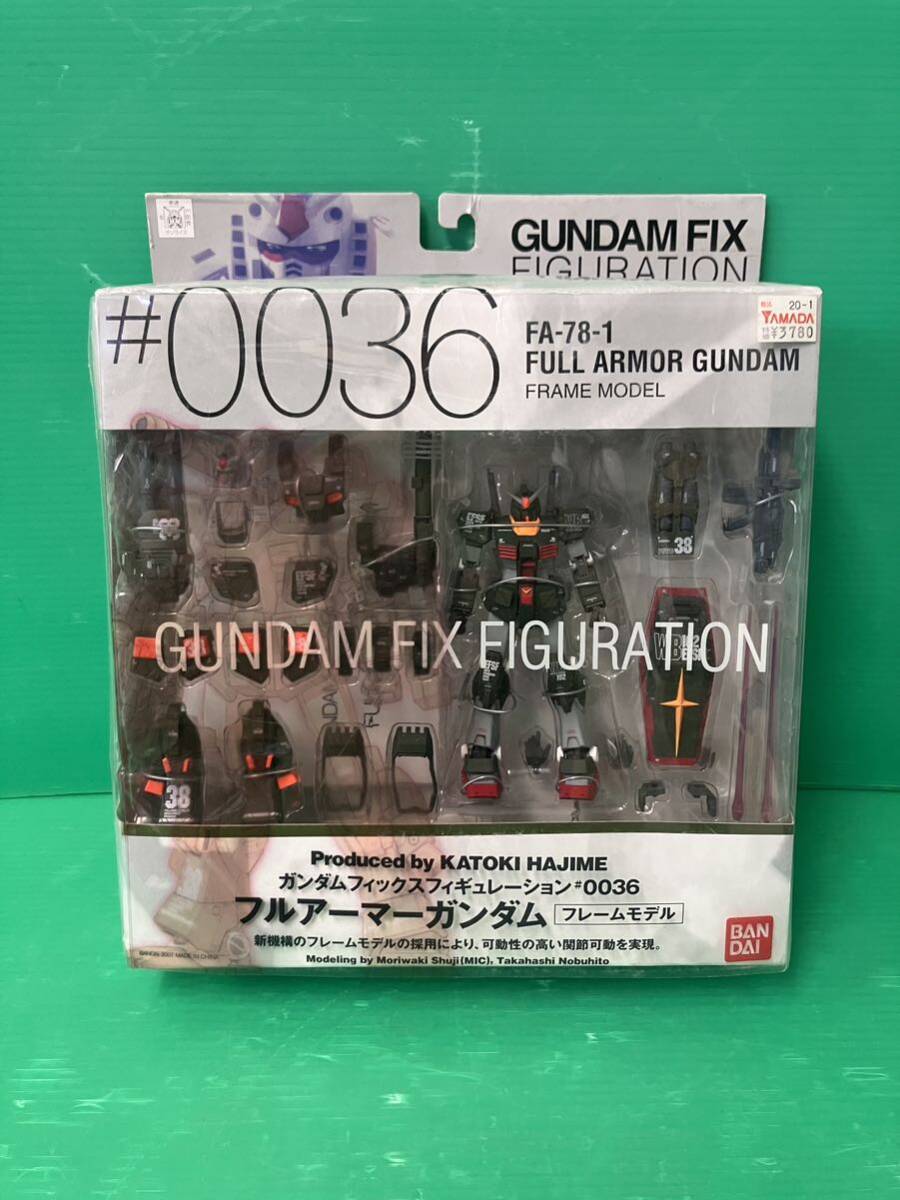 GUNDAM FIX
FIGURATION
#0036
FA-78-1
FULL ARMOR GUNDAM
FRAME MODEL
20-1
YAMADA
¥3780
38
GUNDAM FIX FIGURATION
38
Produced by KATOKI HAJIME
ガンダムフィックスフィギュレーション#0036
フルアーマーガンダム フレームモデル
新機構のフレームモデルの採用により、可動性の高い関節可動を実現。
Modeling by Moriwaki Shuji(MIC), Takahashi Nobuhito
BANDAI 2007 MADE IN CHINA
BAN
DAI